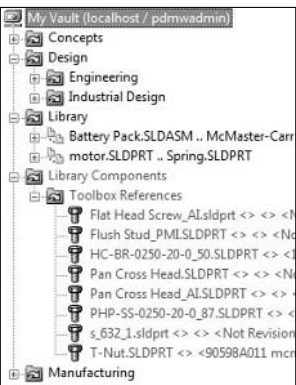 My Vault (localhost / pdmwadmin)
Concepts
Design
Engineering
Industrial Design
Library
Battery Pack.SLDASM .. McMaster-Carr
motor.SLDPRT .. Spring.SLDPRT
Library Components
Toolbox References
Flat Head Screw_AI.sldprt <> <> <N
Flush Stud_PMI.SLDPRT <> <> <No
HC-BR-0250-20-0_50.SLDPRT <> <1
Pan Cross Head.SLDPRT <> <> <No
Pan Cross Head_AI.SLDPRT <> <> <
PHP-SS-0250-20-0_87.SLDPRT <> <
s_632_1.sldprt <> <> <Not Revision
T-Nut.SLDPRT <> <90598A011 mcm
Manufacturing